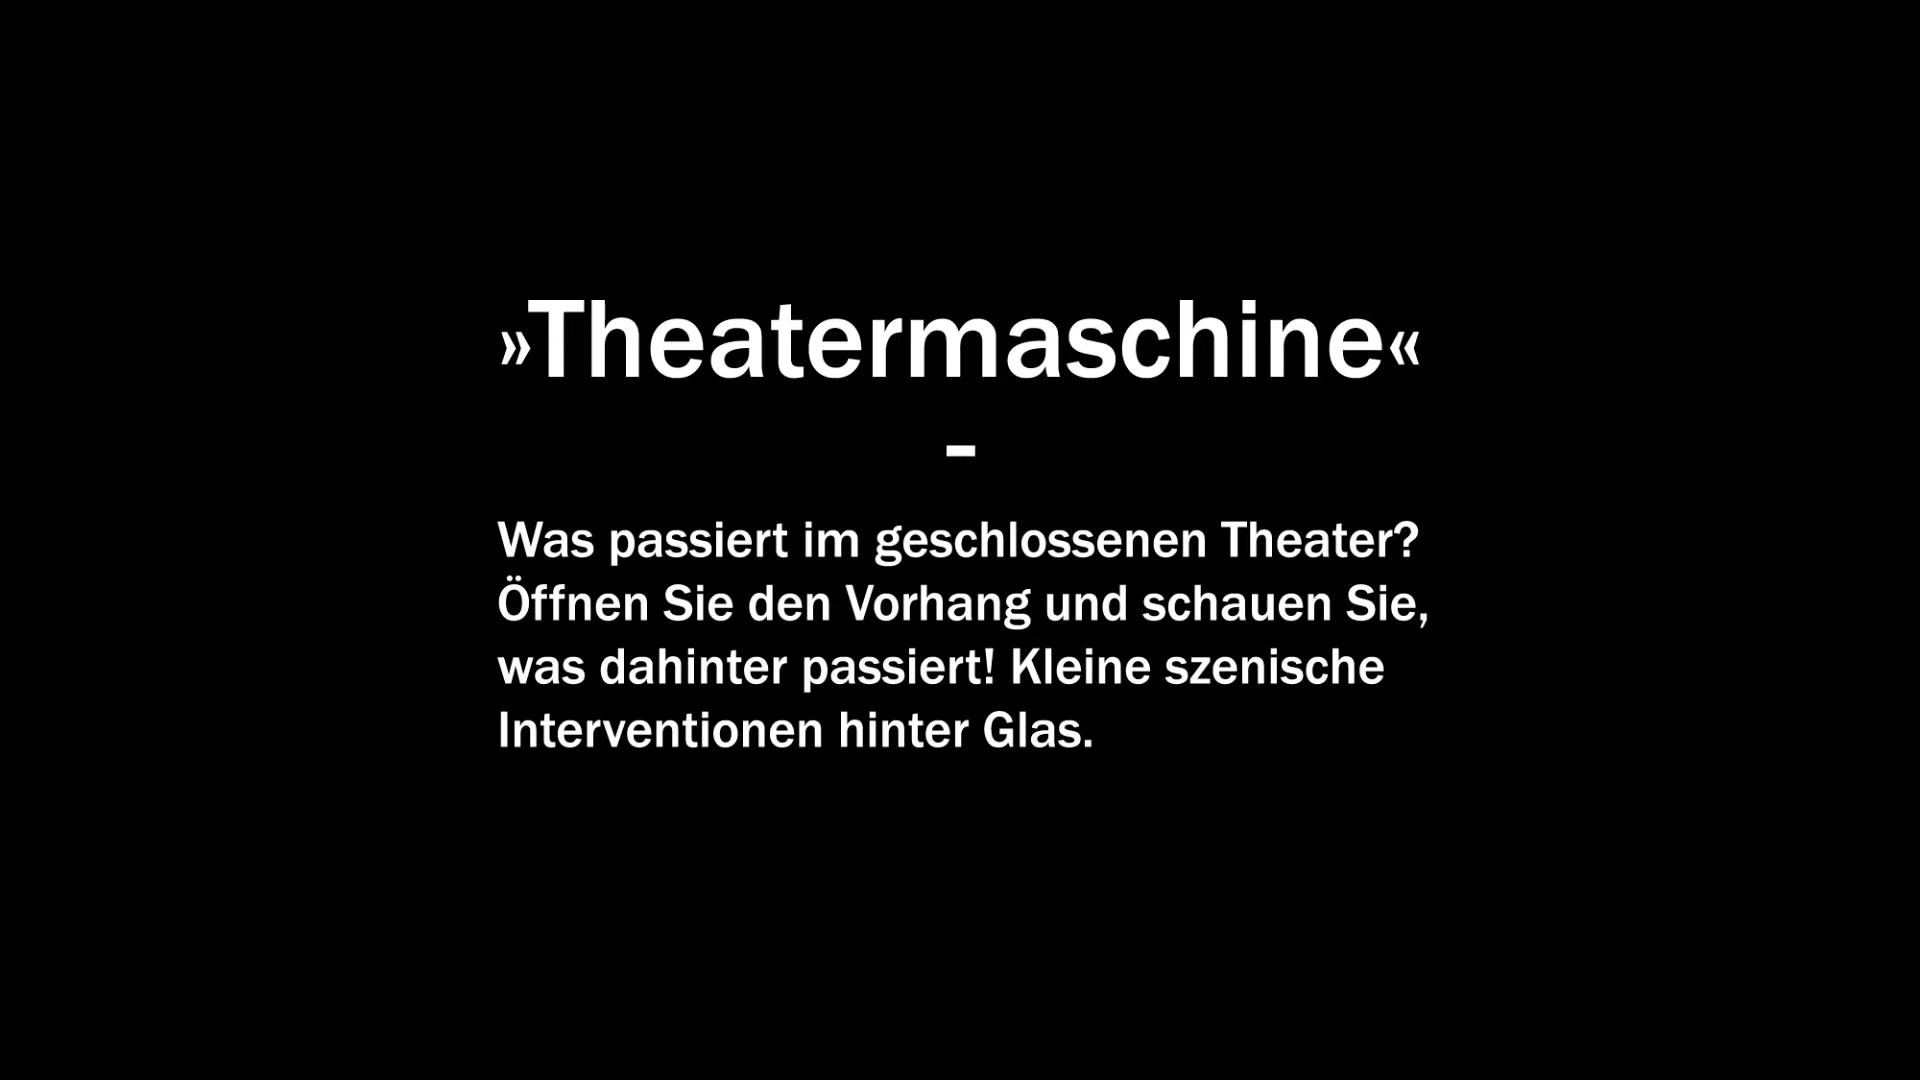 »Theatermaschine«
-
Was passiert im geschlossenen Theater?
Öffnen Sie den Vorhang und schauen Sie,
was dahinter passiert! Kleine szenische
Interventionen hinter Glas.